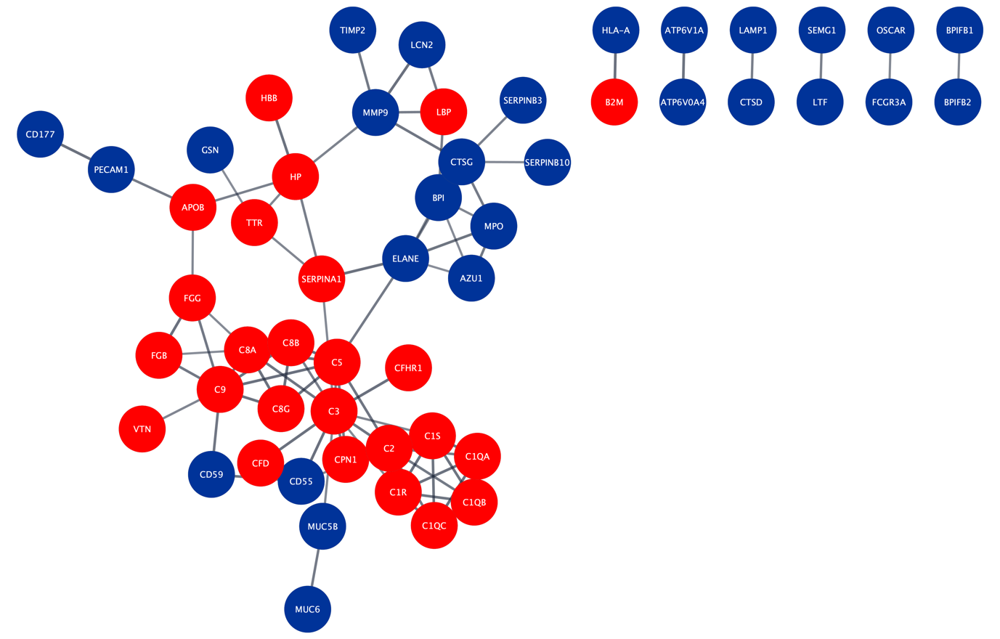 TIMP2
HLA-A
ATP6V1A
LAMP1
SEMG1
OSCAR
BPIFB1
LCN2
HBB
SERPINB3
B2M
ATP6V0A4
CTSD
LTF
FCGR3A
BPIFB2
MMP9
LBP
CD177
GSN
CTSG
SERPINB10
PECAM1
HP
BPI
APOB
TTR
MPO
ELANE
SERPINA1
AZU1
FGG
C8B
C8A
FGB
C5
CFHR1
C9
C8G
C3
VTN
C1S
C2
C1QA
CPN1
CFD
CD59
CD55
C1R
C1QB
MUC5B
C1QC
MUC6